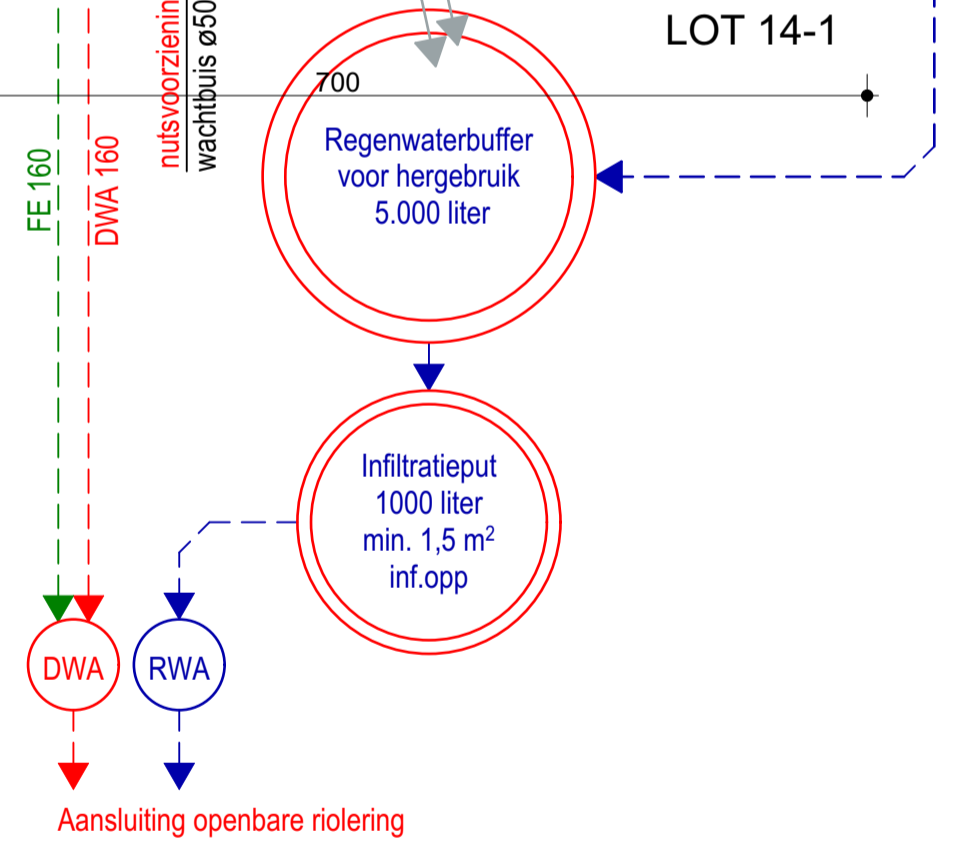 LOT 14-1
700
nutsvoorzienin
wachtbuis ø50
FE 160
DWA 160
Regenwaterbuffer
voor hergebruik
5.000 liter
Infiltratieput
1000 liter
min. 1,5 m²
inf.opp
DWA
RWA
Aansluiting openbare riolering